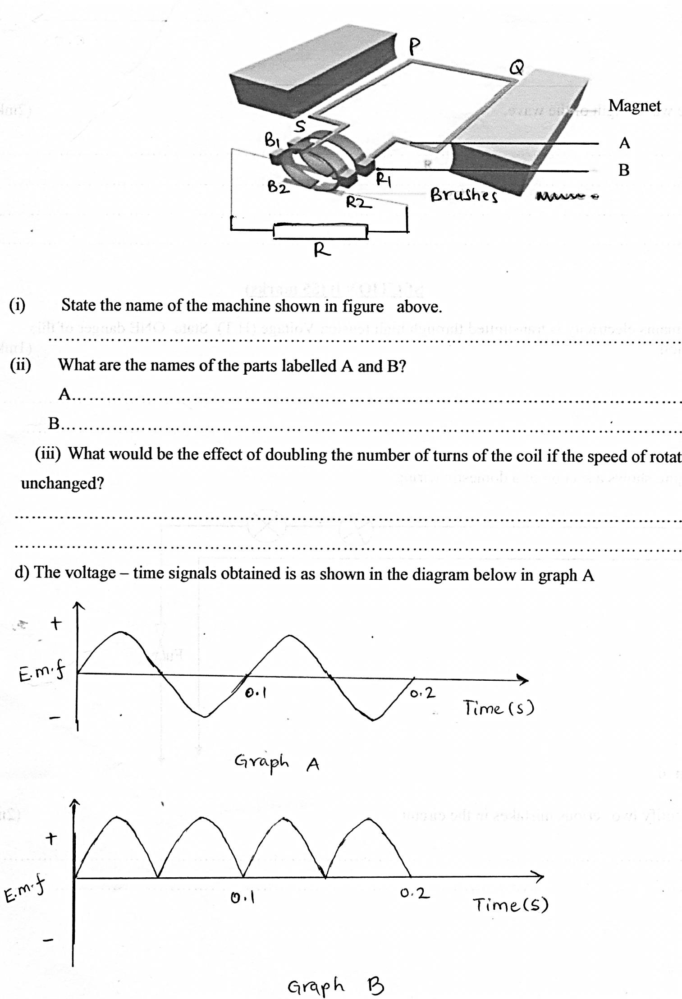 P
Q
Magnet
S
B1
A
R
B
B2
R1
Brushes
R2
R
(i) State the name of the machine shown in figure above.
(ii) What are the names of the parts labelled A and B?
A
B
(iii) What would be the effect of doubling the number of turns of the coil if the speed of rotat
unchanged?
d) The voltage – time signals obtained is as shown in the diagram below in graph A
+
E.m.f
0.1
0.2
Time (s)
–
Graph A
+
E.m.f
0.1
0.2
Time (s)
–
Graph B